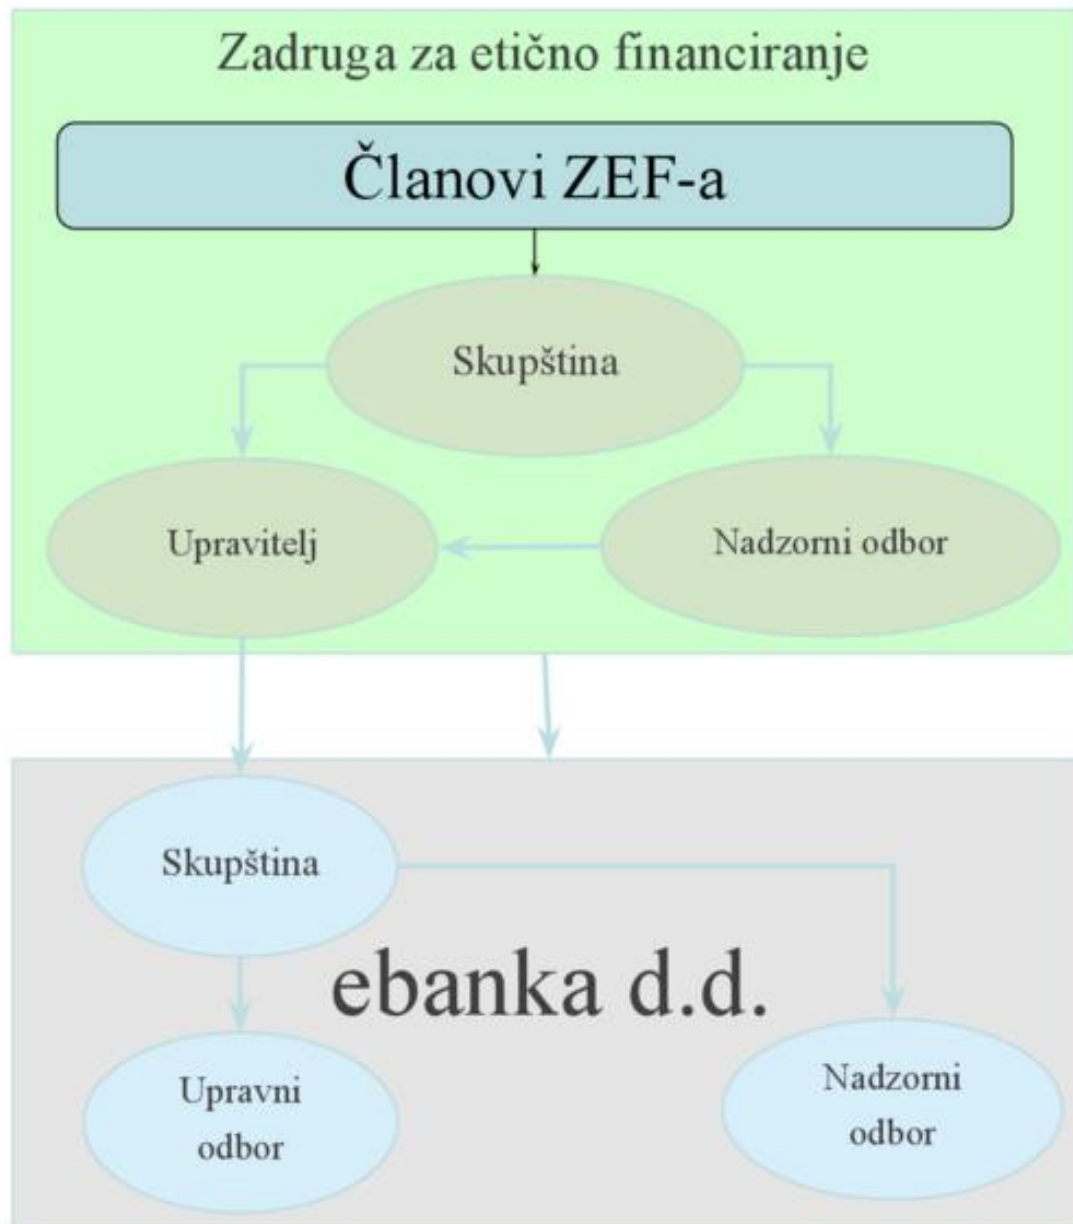 Zadruga za etično financiranje
Članovi ZEF-a
Skupština
Upravitelj
Nadzorni odbor
Skupština
ebanka d.d.
Upravni
odbor
Nadzorni
odbor